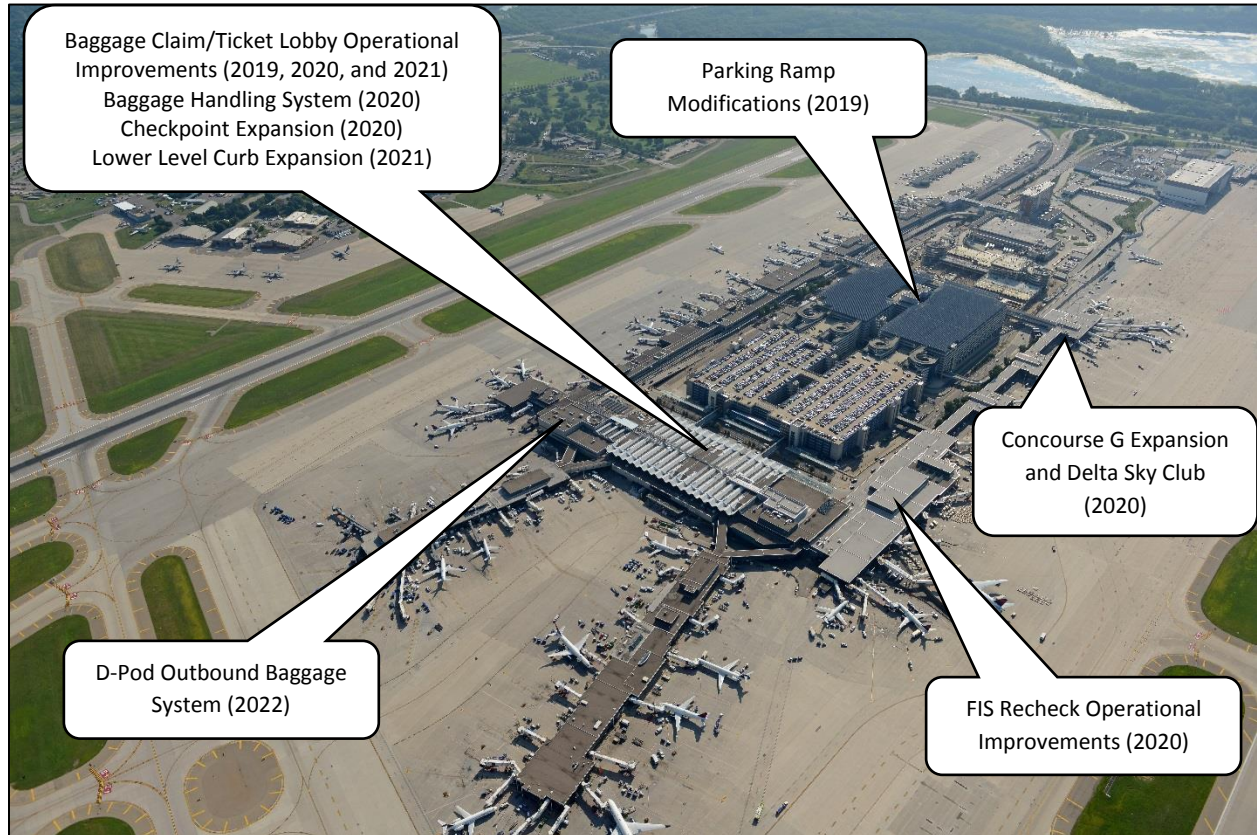 Baggage Claim/Ticket Lobby Operational
Improvements (2019, 2020, and 2021)
Baggage Handling System (2020)
Checkpoint Expansion (2020)
Lower Level Curb Expansion (2021)
Parking Ramp
Modifications (2019)
Concourse G Expansion
and Delta Sky Club
(2020)
D-Pod Outbound Baggage
System (2022)
FIS Recheck Operational
Improvements (2020)